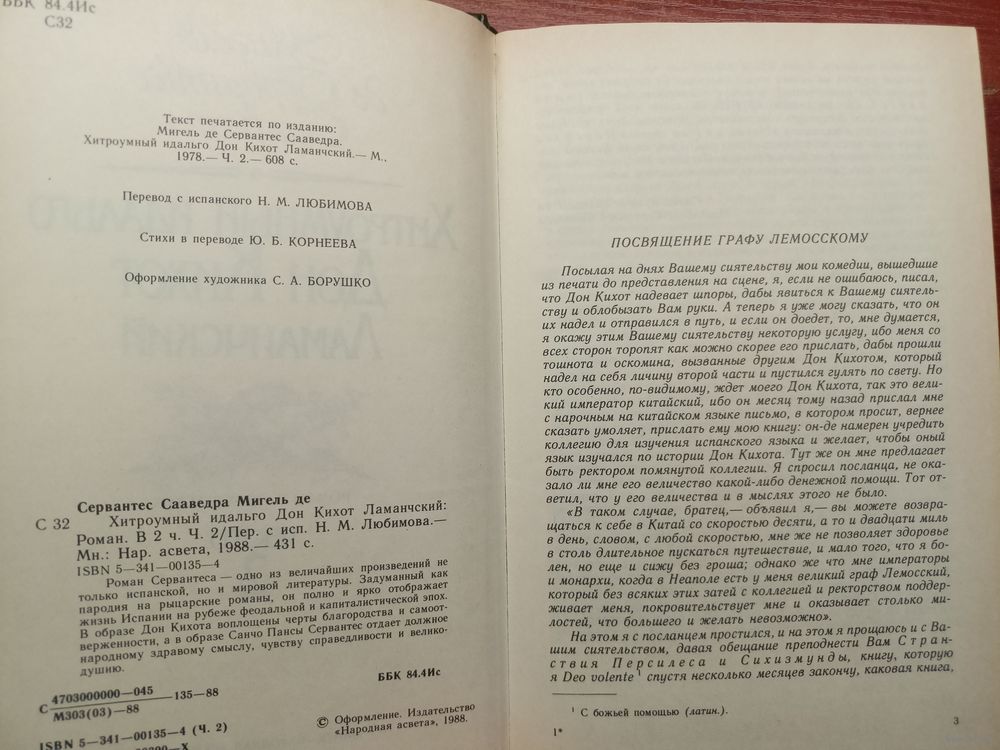 ББК 84.4Ис
С32
Текст печатается по изданию:
Мигель де Сервантес Сааведра.
Хитроумный идальго Дон Кихот Ламанчский.— М.,
1978.— Ч. 2.— 608 с.
Перевод с испанского Н. М. ЛЮБИМОВА
Стихи в переводе Ю. Б. КОРНЕЕВА
Оформление художника С. А. БОРУШКО
Сервантес Сааведра Мигель де
С 32 Хитроумный идальго Дон Кихот Ламанчский:
Роман. В 2 ч. Ч. 2/Пер. с исп. Н. М. Любимова.—
Мн.: Нар. асвета, 1988.— 431 с.
ISBN 5—341—00135—4
Роман Сервантеса — одно из величайших произведений не
только испанской, но и мировой литературы. Задуманный как
пародия на рыцарские романы, он полно и ярко отображает
жизнь Испании на рубеже феодальной и капиталистической эпох.
В образе Дон Кихота воплощены черты благородства и самоот-
верженности, а в образе Санчо Пансы Сервантес отдает должное
народному здравому смыслу, чувству справедливости и велико-
душию.
С 4703000000—045
М303(03)—88 135—88
ББК 84.4Ис
ISBN 5—341—00135—4 (Ч. 2)
© Оформление. Издательство
«Народная асвета», 1988.
ПОСВЯЩЕНИЕ ГРАФУ ЛЕМОССКОМУ
Посылая на днях Вашему сиятельству мои комедии, вышедшие
из печати до представления на сцене, я, если не ошибаюсь, писал,
что Дон Кихот надевает шпоры, дабы явиться к Вашему сиятель-
ству и облобызать Вам руки. А теперь я уже могу сказать, что он
их надел и отправился в путь, и если он доедет, то, мне думается,
я окажу этим Вашему сиятельству некоторую услугу, ибо меня со
всех сторон торопят как можно скорее его прислать, дабы прошли
тошнота и оскомина, вызванные другим Дон Кихотом, который
надел на себя личину второй части и пустился гулять по свету. Но
кто особенно, по-видимому, ждет моего Дон Кихота, так это вели-
кий император китайский, ибо он месяц тому назад прислал мне
с нарочным на китайском языке письмо, в котором просит, вернее
сказать умоляет, прислать ему мою книгу: он-де намерен учредить
коллегию для изучения испанского языка и желает, чтобы оный
язык изучался по истории Дон Кихота. Тут же он мне предлагает
быть ректором помянутой коллегии. Я спросил посланца, не ока-
зало ли мне его величество какой-либо денежной помощи. Тот от-
ветил, что у его величества и в мыслях этого не было.
«В таком случае, братец,— объявил я,— вы можете возвра-
щаться к себе в Китай со скоростью десяти, а то и двадцати миль
в день, словом, с любой скоростью, мне же не позволяет здоровье
в столь длительное пускаться путешествие, и мало того, что я бо-
лен, но еще и сижу без гроша; однако же что мне императоры
и монархи, когда в Неаполе есть у меня великий граф Лемосский,
который без всяких этих затей с коллегией и ректорством поддер-
живает меня, покровительствует мне и оказывает столько ми-
лостей, что большего и желать невозможно».
На этом я с посланцем простился, и на этом я прощаюсь и с Ва-
шим сиятельством, давая обещание преподнести Вам Стран-
ствия Персилеса и Сихизмунды, книгу, которую
я Deo volente¹ спустя несколько месяцев закончу, каковая книга,
¹ С божьей помощью (латин.).
1*
3